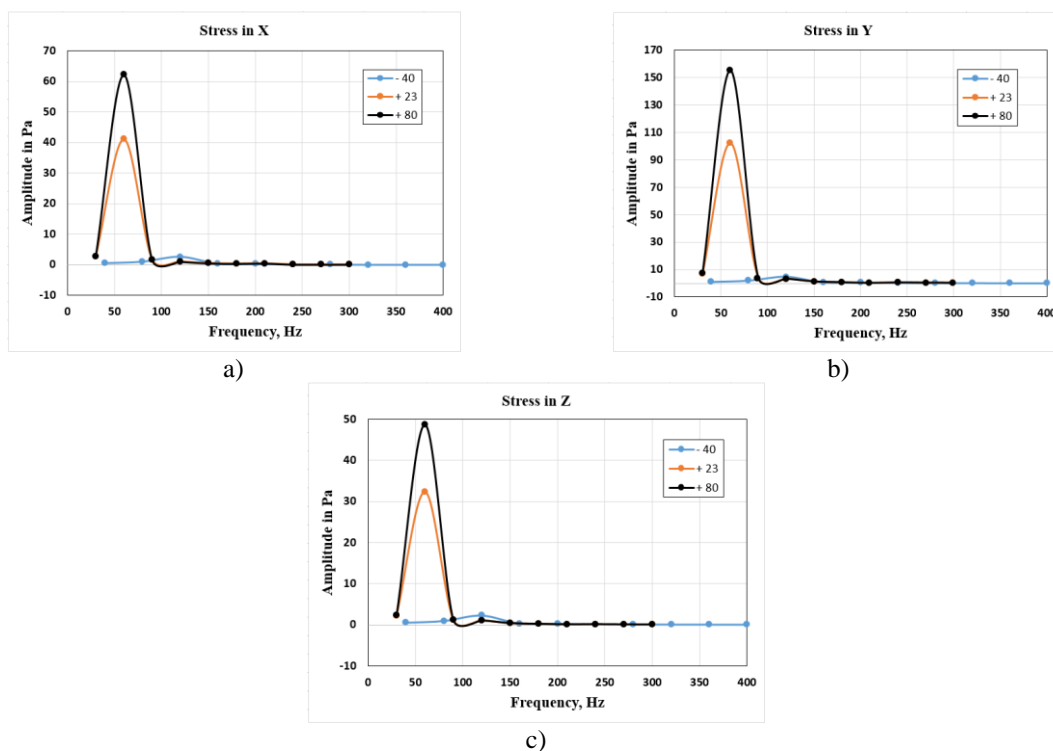 Stress in X
70
60
50
40
30
20
10
0
-10
0 50 100 150 200 250 300 350 400
Amplitude in Pa
Frequency, Hz
- 40
+ 23
+ 80
a)
Stress in Y
170
150
130
110
90
70
50
30
10
-10
0 50 100 150 200 250 300 350 400
Amplitude in Pa
Frequency, Hz
- 40
+ 23
+ 80
b)
Stress in Z
50
40
30
20
10
0
-10
0 50 100 150 200 250 300 350 400
Amplitude in Pa
Frequency, Hz
- 40
+ 23
+ 80
c)